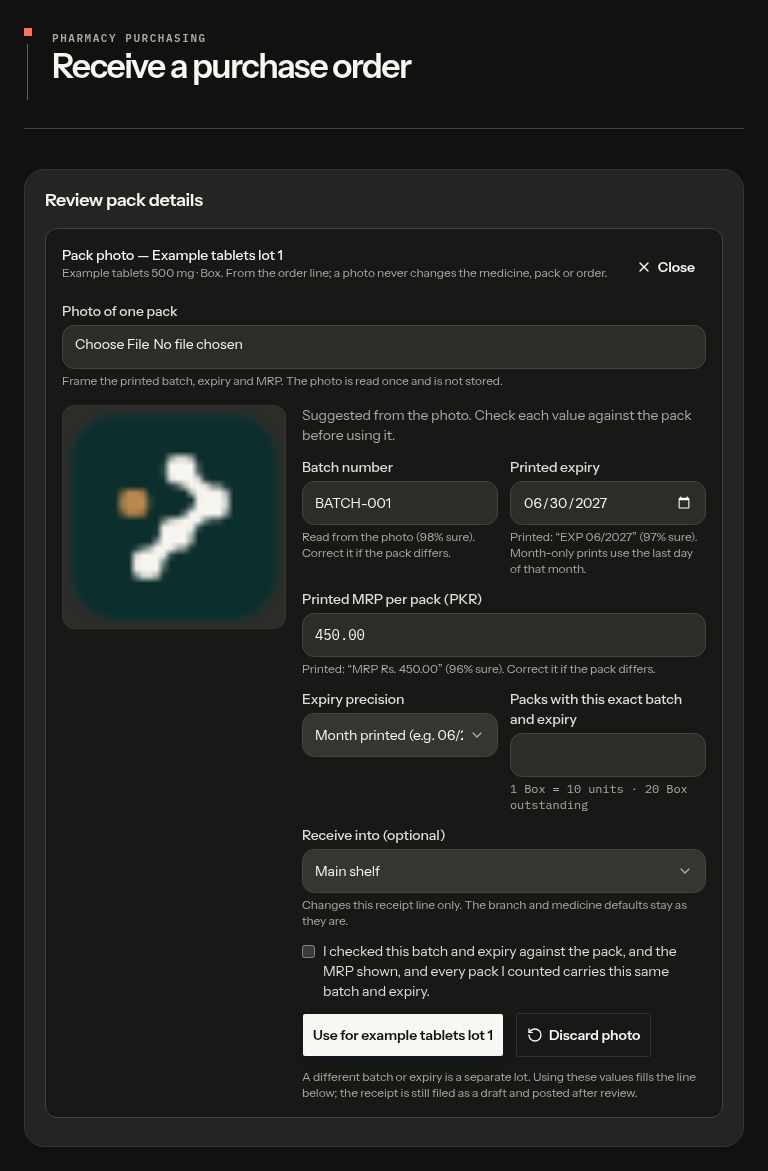 PHARMACY PURCHASING
Receive a purchase order
Review pack details
Pack photo — Example tablets lot 1
Example tablets 500 mg · Box. From the order line; a photo never changes the medicine, pack or order.
Close
Photo of one pack
Choose File No file chosen
Frame the printed batch, expiry and MRP. The photo is read once and is not stored.
Suggested from the photo. Check each value against the pack
before using it.
Batch number
Printed expiry
BATCH-001
06/30/2027
Read from the photo (98% sure).
Correct it if the pack differs.
Printed: “EXP 06/2027” (97% sure).
Month-only prints use the last day
of that month.
Printed MRP per pack (PKR)
450.00
Printed: “MRP Rs. 450.00” (96% sure). Correct it if the pack differs.
Expiry precision
Packs with this exact batch
and expiry
Month printed (e.g. 06/2
1 Box = 10 units · 20 Box
outstanding
Receive into (optional)
Main shelf
Changes this receipt line only. The branch and medicine defaults stay as
they are.
I checked this batch and expiry against the pack, and the
MRP shown, and every pack I counted carries this same
batch and expiry.
Use for example tablets lot 1
Discard photo
A different batch or expiry is a separate lot. Using these values fills the line
below; the receipt is still filed as a draft and posted after review.